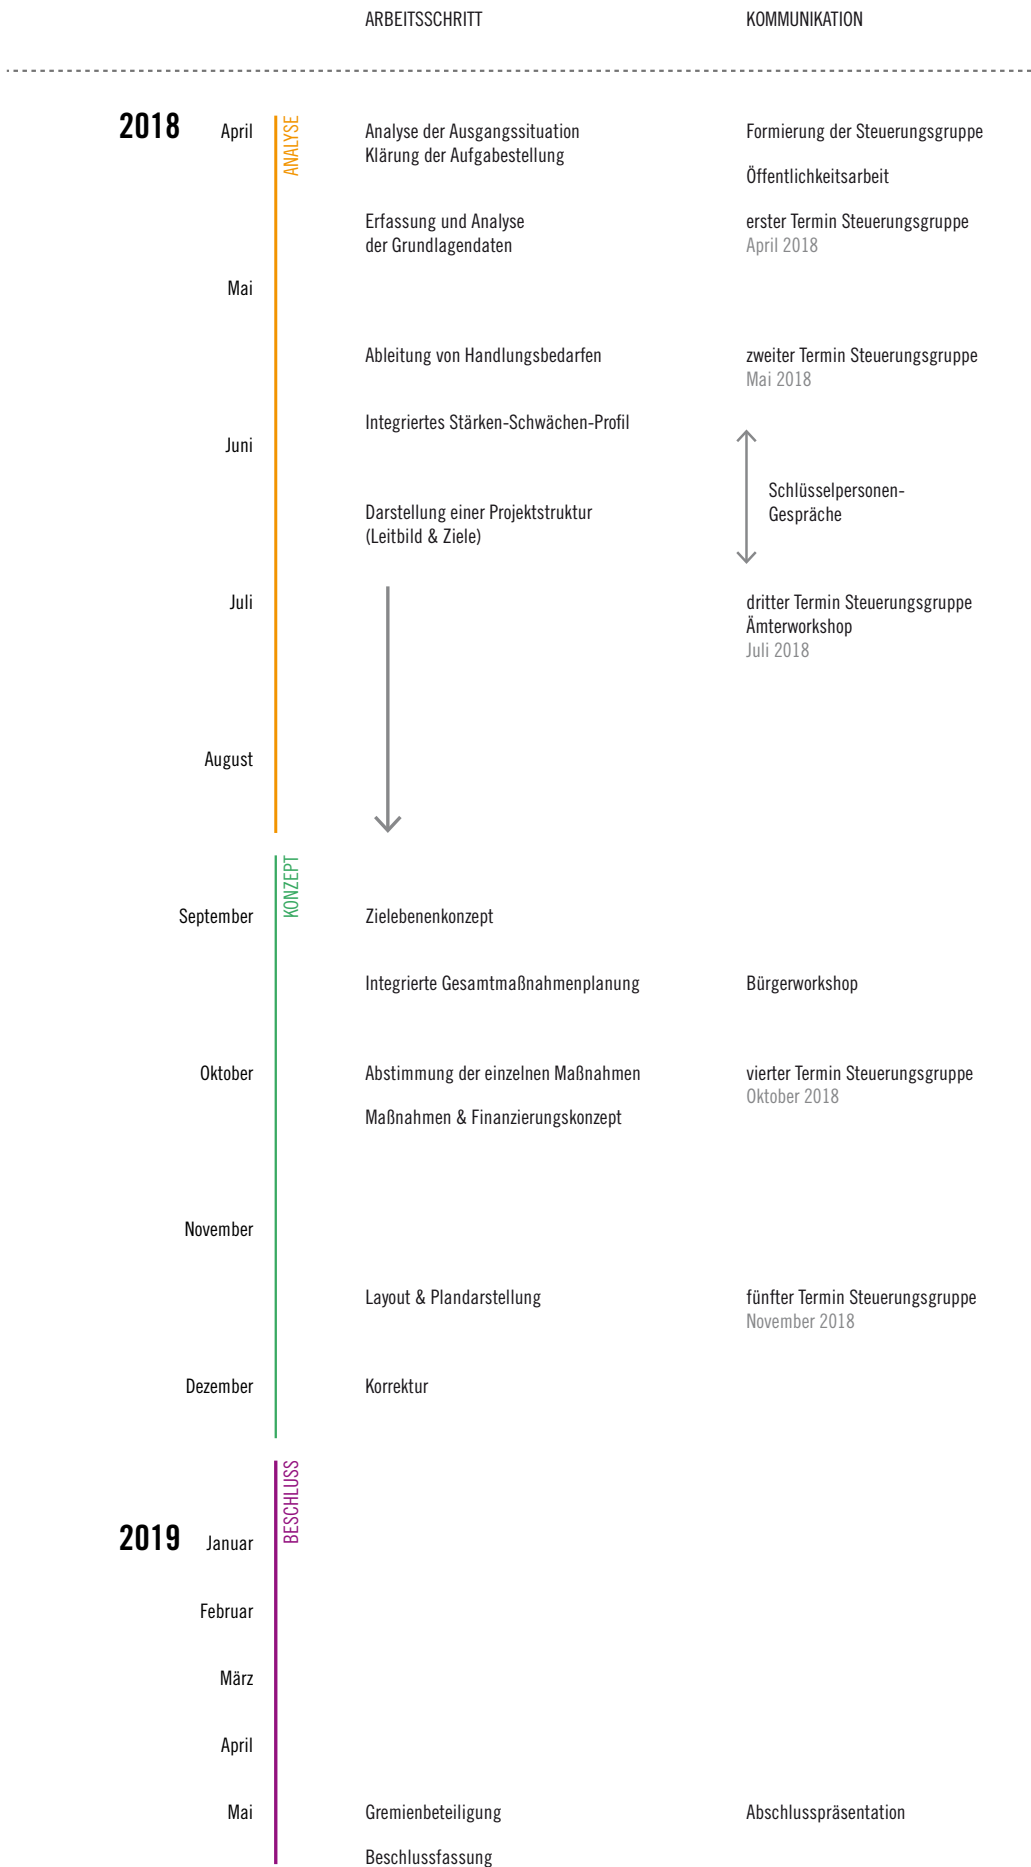 ARBEITSSCHRITT KOMMUNIKATION
2018 April ANALYSE Analyse der Ausgangssituation Formierung der Steuerungsgruppe
Klärung der Aufgabestellung
Öffentlichkeitsarbeit
Erfassung und Analyse erster Termin Steuerungsgruppe
der Grundlagendaten April 2018
Mai
Ableitung von Handlungsbedarfen zweiter Termin Steuerungsgruppe
Mai 2018
Integriertes Stärken-Schwächen-Profil
Juni
Schlüsselpersonen-
Darstellung einer Projektstruktur Gespräche
(Leitbild & Ziele)
Juli dritter Termin Steuerungsgruppe
Ämterworkshop
Juli 2018
August
KONZEPT
September Zielebenenkonzept
Integrierte Gesamtmaßnahmenplanung Bürgerworkshop
Oktober Abstimmung der einzelnen Maßnahmen vierter Termin Steuerungsgruppe
Oktober 2018
Maßnahmen & Finanzierungskonzept
November
Layout & Plandarstellung fünfter Termin Steuerungsgruppe
November 2018
Dezember Korrektur
BESCHLUSS
2019 Januar
Februar
März
April
Mai Gremienbeteiligung Abschlusspräsentation
Beschlussfassung